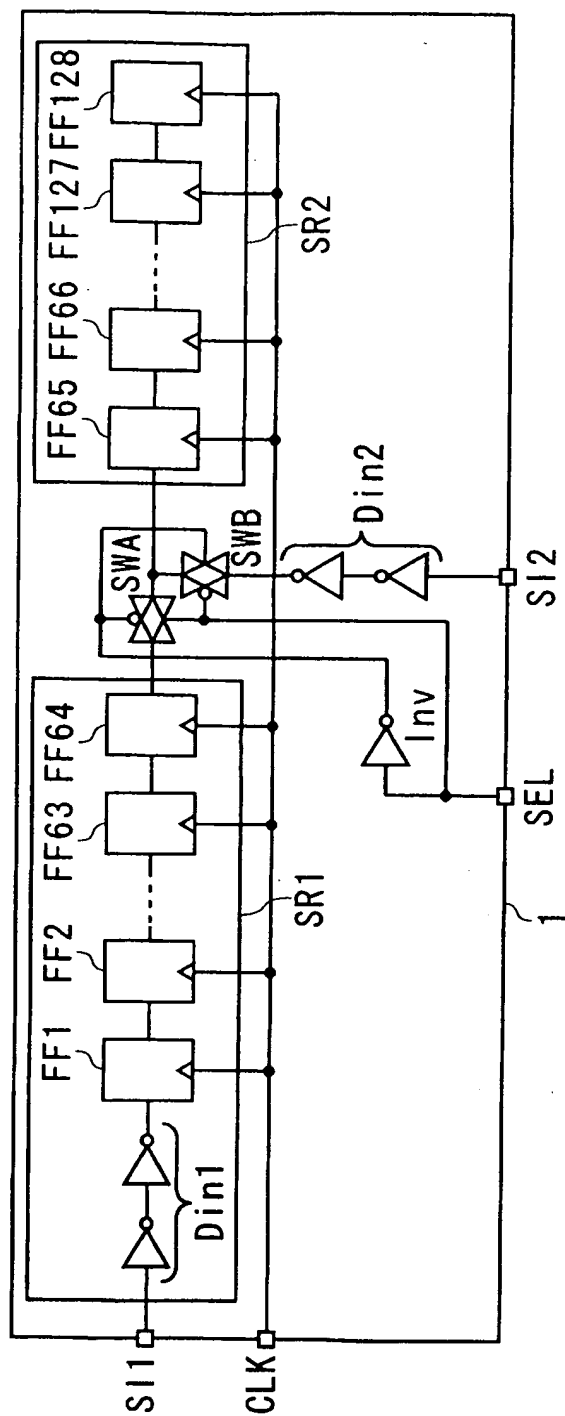 FF1
FF2
FF63
FF64
FF65
FF66
FF127
FF128
SWA
SWB
Din1
SR1
SR2
Din2
Inv
SI1
CLK
SEL
SI2
1